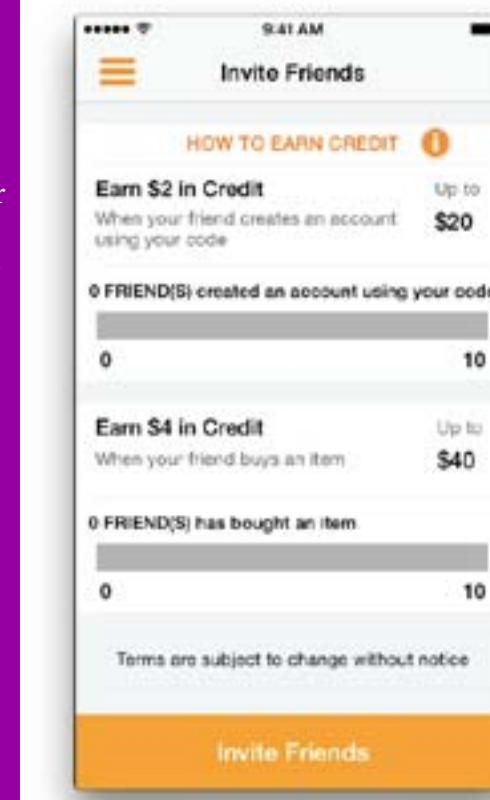 9:41 AM
Invite Friends
HOW TO EARN CREDIT
Earn $2 in Credit
Up to
When your friend creates an account
$20
using your code
0 FRIEND(S) created an account using your code
0 10
Earn $4 in Credit
Up to
When your friend buys an item
$40
0 FRIEND(S) has bought an item
0 10
Terms are subject to change without notice
Invite Friends